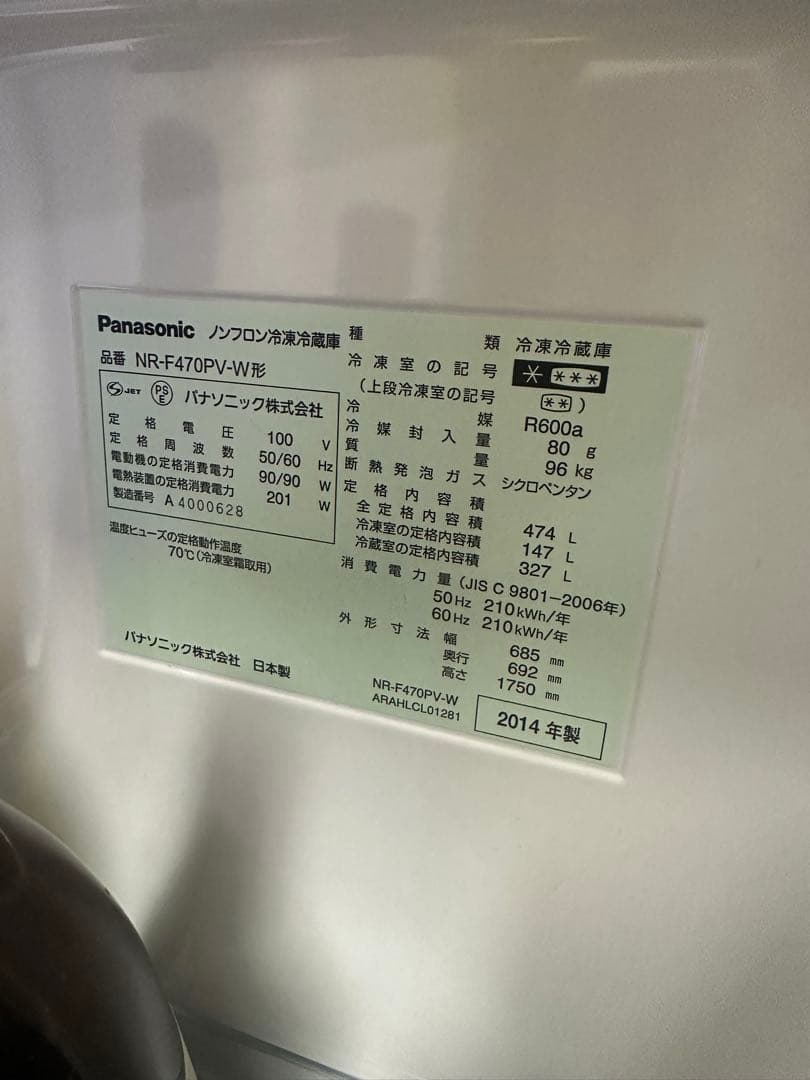 Panasonic ノンフロン冷凍冷蔵庫
品番 NR-F470PV-W形
JET PSE パナソニック株式会社
定格電圧 100 V
定格周波数 50/60 Hz
電動機の定格消費電力 90/90 W
電熱装置の定格消費電力 201 W
製造番号 A 4000628
温度ヒューズの定格動作温度
70℃(冷凍室霜取用)
パナソニック株式会社 日本製
種類 冷凍冷蔵庫
冷凍室の記号 * ***
(上段冷凍室の記号 **)
冷媒 R600a
冷媒封入量 80 g
質量 96 kg
断熱発泡ガス シクロペンタン
定格内容積
全定格内容積 474 L
冷凍室の定格内容積 147 L
冷蔵室の定格内容積 327 L
消費電力量(JIS C 9801-2006年)
50Hz 210kWh/年
60Hz 210kWh/年
外形寸法 幅 685 mm
奥行 692 mm
高さ 1750 mm
NR-F470PV-W
ARAHLCL01281
2014年製